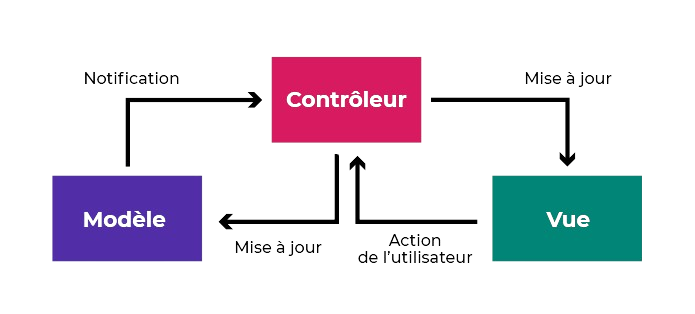 Notification
Contrôleur
Mise à jour
Modèle
Vue
Mise à jour
Action
de l'utilisateur